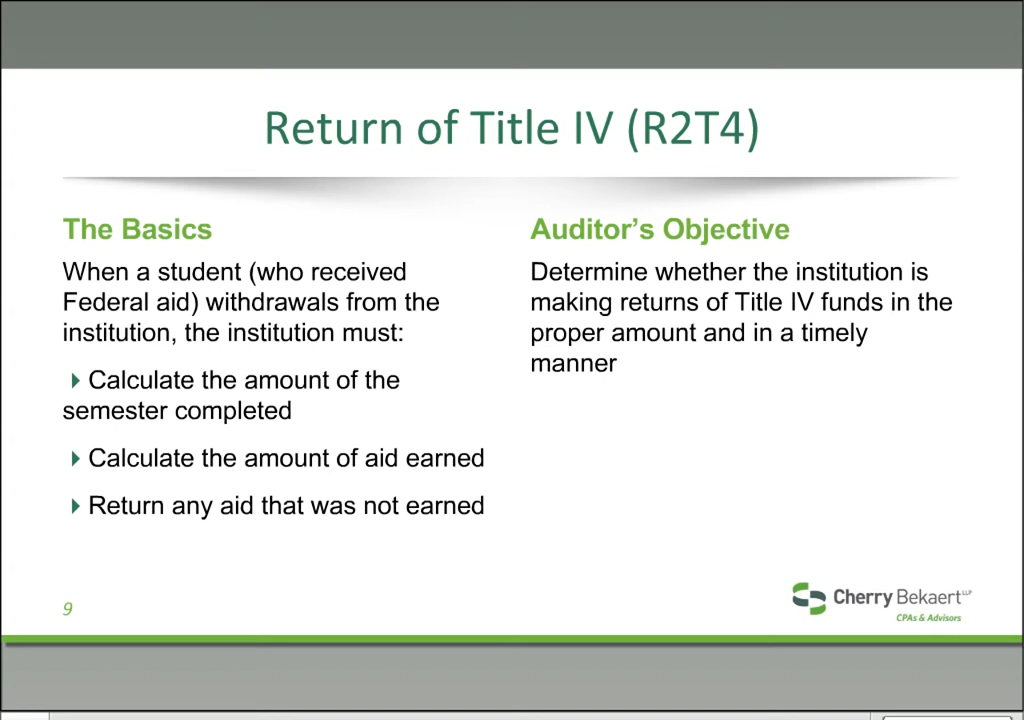 Return of Title IV (R2T4)
The Basics
When a student (who received
Federal aid) withdrawals from the
institution, the institution must:
Calculate the amount of the
semester completed
Calculate the amount of aid earned
Return any aid that was not earned
Auditor’s Objective
Determine whether the institution is
making returns of Title IV funds in the
proper amount and in a timely
manner
9
Cherry Bekaert LLP
CPAs & Advisors